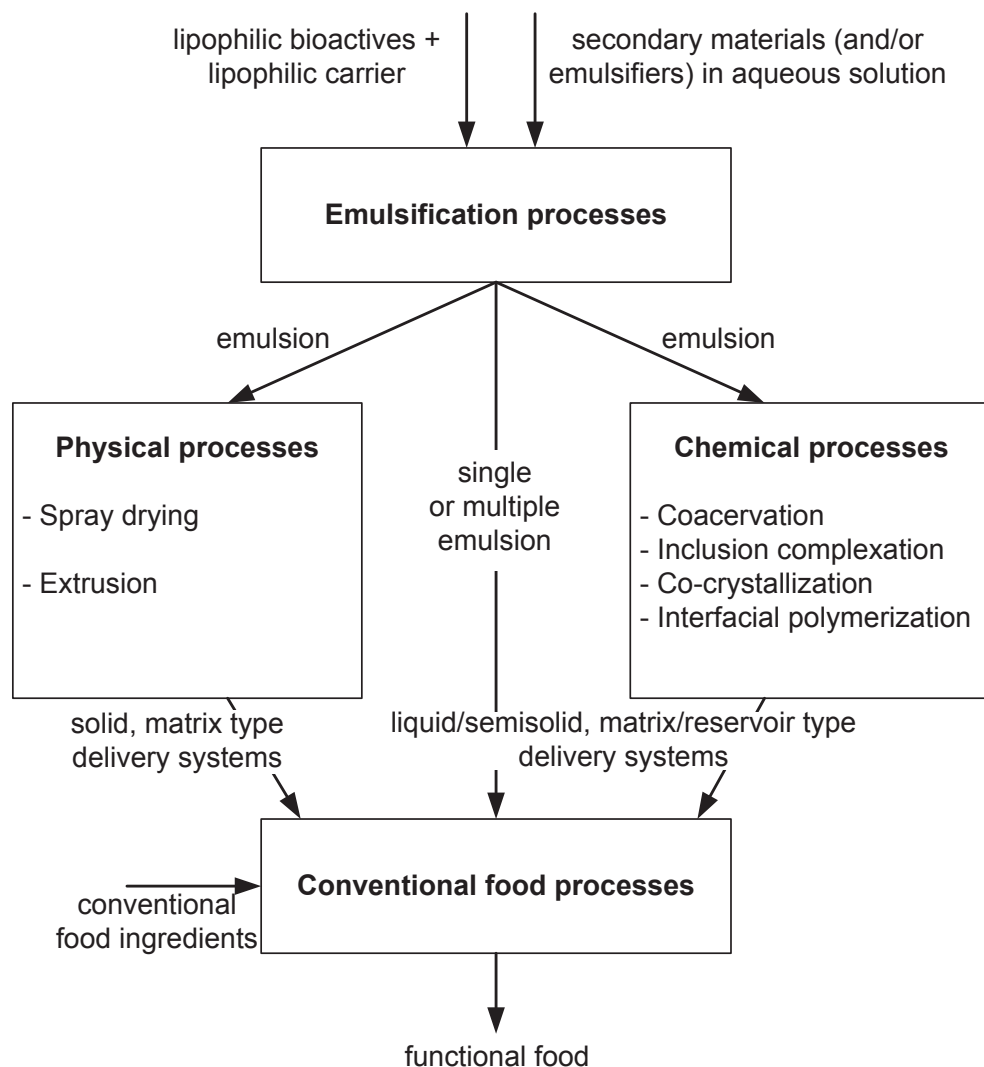 lipophilic bioactives +
lipophilic carrier
secondary materials (and/or
emulsifiers) in aqueous solution
Emulsification processes
emulsion
emulsion
Physical processes
- Spray drying
- Extrusion
single
or multiple
emulsion
Chemical processes
- Coacervation
- Inclusion complexation
- Co-crystallization
- Interfacial polymerization
solid, matrix type
delivery systems
liquid/semisolid, matrix/reservoir type
delivery systems
Conventional food processes
conventional
food ingredients
functional food